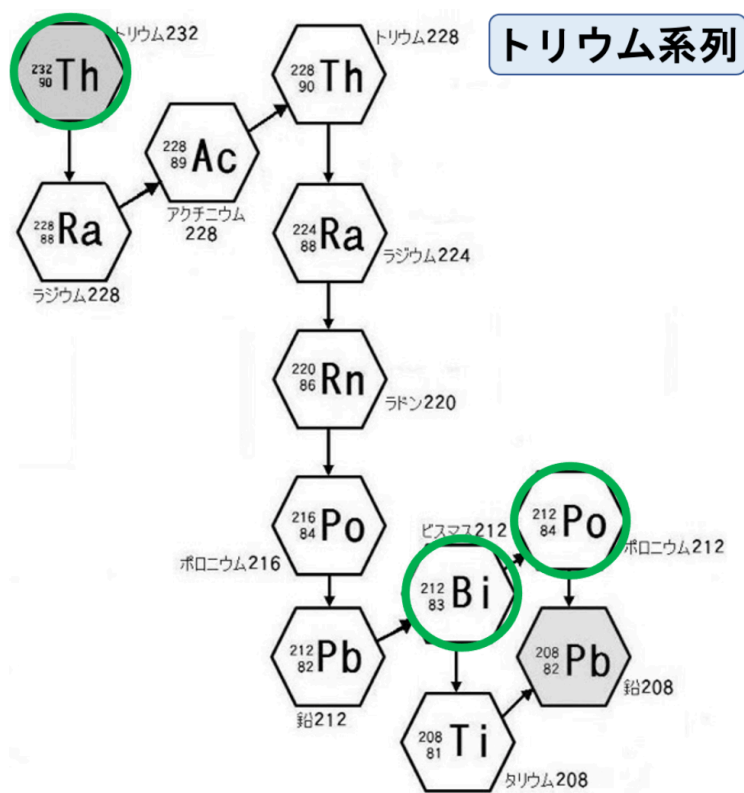 トリウム系列
トリウム232
232
90 Th
トリウム228
228
90 Th
228
89 Ac
アクチニウム
228
228
88 Ra
ラジウム228
224
88 Ra
ラジウム224
220
86 Rn
ラドン220
216
84 Po
ポロニウム216
ビスマス212
212
83 Bi
212
84 Po
ポロニウム212
212
82 Pb
鉛212
208
82 Pb
鉛208
208
81 Ti
タリウム208